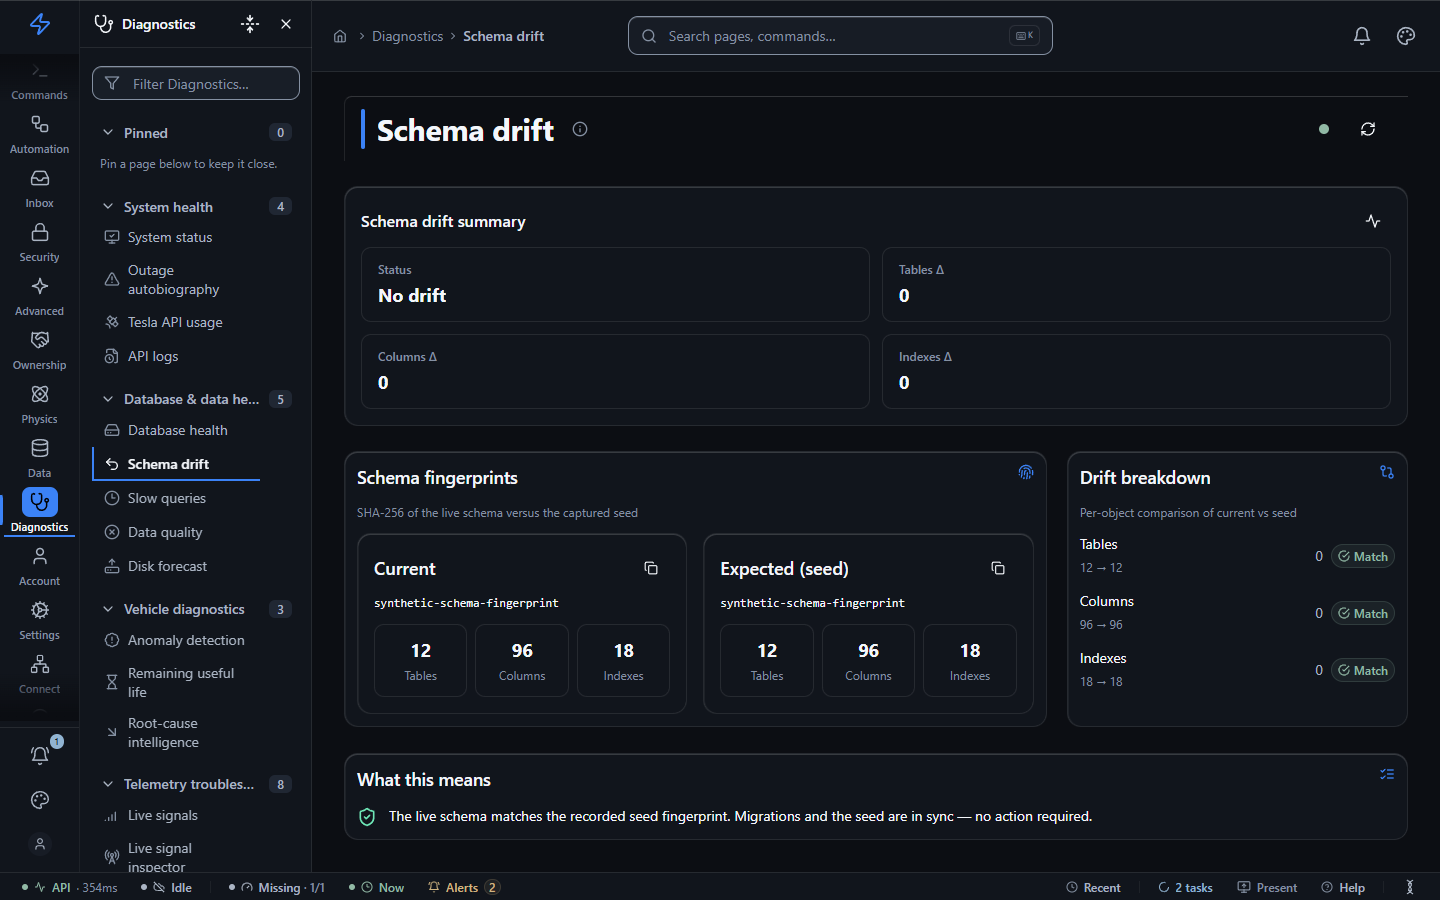 Diagnostics
Diagnostics
Schema drift
Search pages, commands...
K
Commands
Automation
Inbox
Security
Advanced
Ownership
Physics
Data
Diagnostics
Account
Settings
Connect
1
Filter Diagnostics...
Pinned 0
Pin a page below to keep it close.
System health 4
System status
Outage
autobiography
Tesla API usage
API logs
Database & data he... 5
Database health
Schema drift
Slow queries
Data quality
Disk forecast
Vehicle diagnostics 3
Anomaly detection
Remaining useful
life
Root-cause
intelligence
Telemetry troubles... 8
Live signals
Live signal
inspector
Schema drift
Schema drift summary
Status
No drift
Tables Δ
0
Columns Δ
0
Indexes Δ
0
Schema fingerprints
SHA-256 of the live schema versus the captured seed
Current
synthetic-schema-fingerprint
12 96 18
Tables Columns Indexes
Expected (seed)
synthetic-schema-fingerprint
12 96 18
Tables Columns Indexes
Drift breakdown
Per-object comparison of current vs seed
Tables
12 → 12
0 Match
Columns
96 → 96
0 Match
Indexes
18 → 18
0 Match
What this means
The live schema matches the recorded seed fingerprint. Migrations and the seed are in sync — no action required.
API · 354ms Idle Missing · 1/1 Now Alerts 2 Recent 2 tasks Present Help